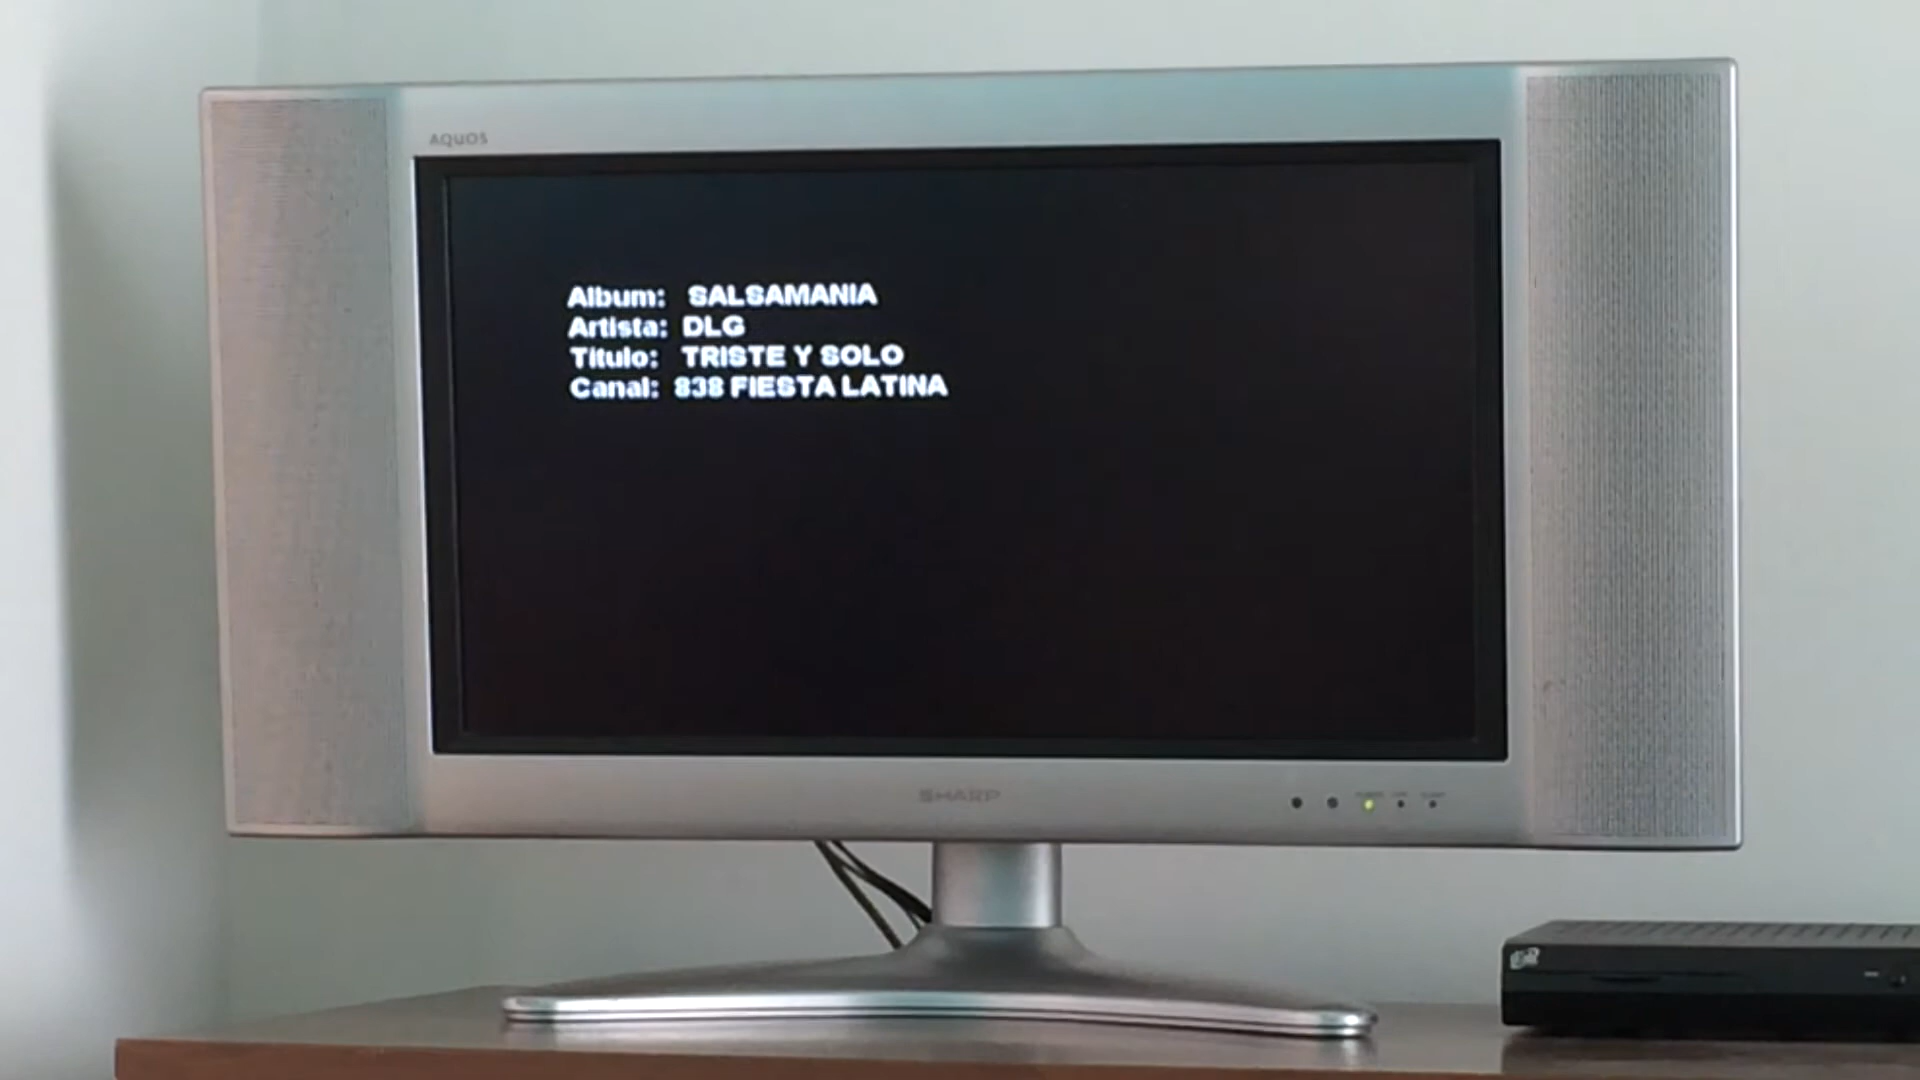 AQUOS
Album: SALSAMANIA
Artista: DLG
Titulo: TRISTE Y SOLO
Canal: 838 FIESTA LATINA
SHARP